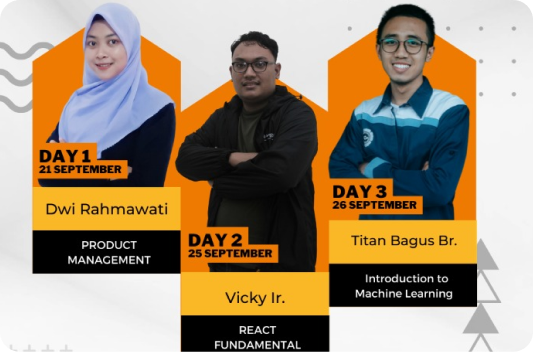 DAY 1
21 SEPTEMBER
Dwi Rahmawati
PRODUCT
MANAGEMENT
DAY 2
25 SEPTEMBER
Vicky Ir.
REACT
FUNDAMENTAL
DAY 3
26 SEPTEMBER
Titan Bagus Br.
Introduction to
Machine Learning